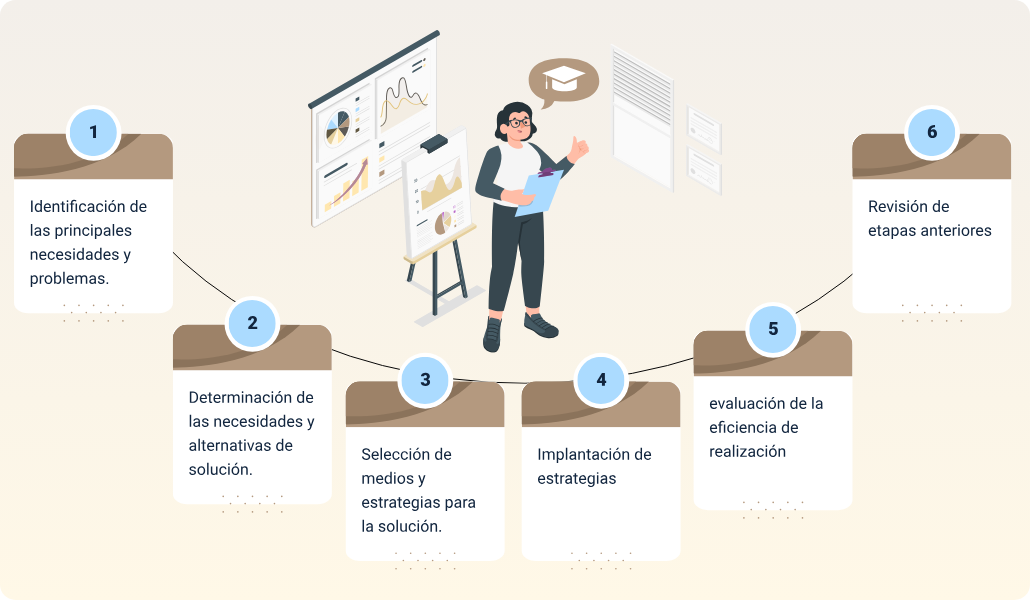 1
Identificación de
las principales
necesidades y
problemas.
2
Determinación de
las necesidades y
alternativas de
solución.
3
Selección de
medios y
estrategias para
la solución.
4
Implantación de
estrategias
5
evaluación de la
eficiencia de
realización
6
Revisión de
etapas anteriores